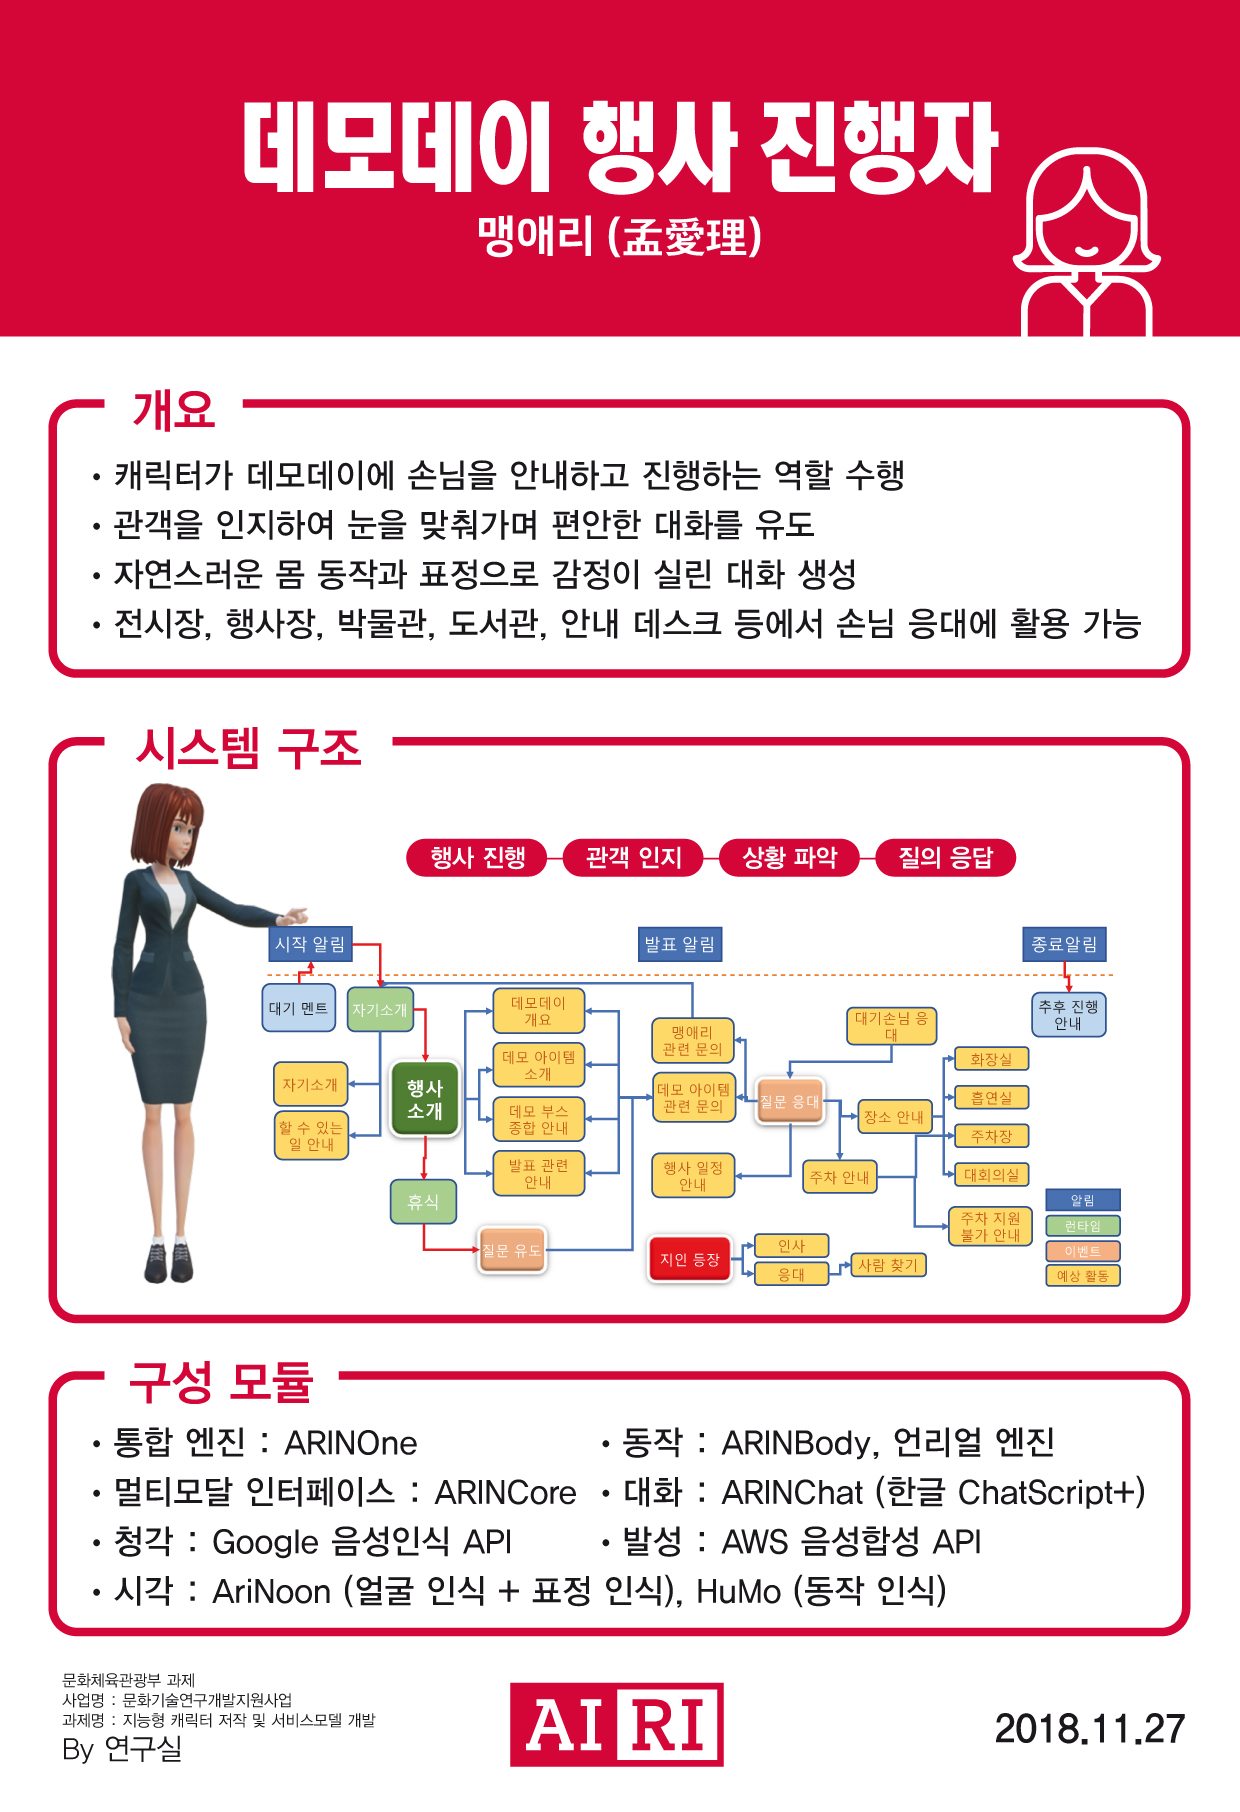 데모데이 행사 진행자
맹애리 (孟愛理)
개요
• 캐릭터가 데모데이에 손님을 안내하고 진행하는 역할 수행
• 관객을 인지하여 눈을 맞춰가며 편안한 대화를 유도
• 자연스러운 몸 동작과 표정으로 감정이 실린 대화 생성
• 전시장, 행사장, 박물관, 도서관, 안내 데스크 등에서 손님 응대에 활용 가능
시스템 구조
행사 진행
관객 인지
상황 파악
질의 응답
시작 알림
발표 알림
종료알림
대기 멘트
자기소개
데모데이
개요
맹애리
관련 문의
대기손님 응
대
추후 진행
안내
자기소개
할 수 있는
일 안내
행사
소개
데모 아이템
소개
데모 부스
종합 안내
발표 관련
안내
데모 아이템
관련 문의
질문 응대
장소 안내
화장실
흡연실
주차장
대회의실
행사 일정
안내
주차 안내
주차 지원
불가 안내
휴식
질문 유도
지인 등장
인사
응대
사람 찾기
알림
런타임
이벤트
예상 활동
구성 모듈
• 통합 엔진 : ARINOne
• 동작 : ARINBody, 언리얼 엔진
• 멀티모달 인터페이스 : ARINCore
• 대화 : ARINChat (한글 ChatScript+)
• 청각 : Google 음성인식 API
• 발성 : AWS 음성합성 API
• 시각 : AriNoon (얼굴 인식 + 표정 인식), HuMo (동작 인식)
문화체육관광부 과제
사업명 : 문화기술연구개발지원사업
과제명 : 지능형 캐릭터 저작 및 서비스모델 개발
By 연구실
AIRI
2018.11.27